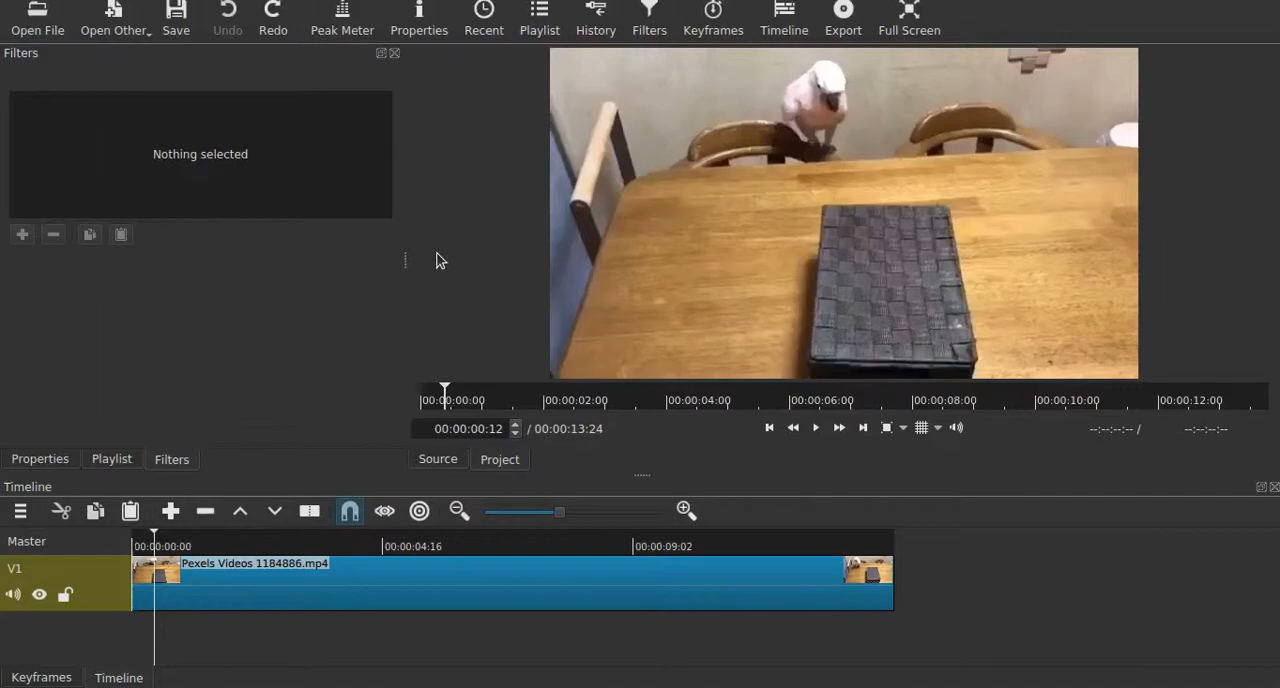 Open File Open Other Save Undo Redo Peak Meter Properties Recent Playlist History Filters Keyframes Timeline Export Full Screen
Filters
Nothing selected
00:00:00:00 00:00:02:00 00:00:04:00 00:00:06:00 00:00:08:00 00:00:10:00 00:00:12:00
00:00:00:12 / 00:00:13:24 --:--:--:-- / --:--:--:--
Properties Playlist Filters Source Project
Timeline
Master 00:00:00:00 00:00:04:16 00:00:09:02
V1 Pexels Videos 1184886.mp4
Keyframes Timeline